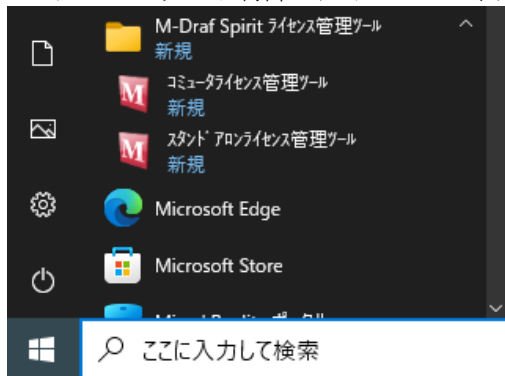 M-Draf Spirit ﾗｲｾﾝｽ管理ﾂｰﾙ
新規
ｺﾐｭｰﾀﾗｲｾﾝｽ管理ﾂｰﾙ
新規
ｽﾀﾝﾄﾞｱﾛﾝﾗｲｾﾝｽ管理ﾂｰﾙ
新規
Microsoft Edge
Microsoft Store
ここに入力して検索